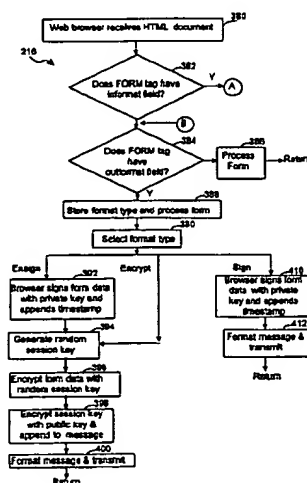 380
Web browser receives HTML document
216
382
Does FORM tag have
informat field?
Y
A
B
384
Does FORM tag
have
outformat field?
386
Process
Form
Return
Y
388
Store format type and process form
390
Select format type
Ensign
Encrypt
Sign
392
Browser signs form data
with private key and
appends timestamp
410
Browser signs form
data with private key
and appends
timestamp
394
Generate random
session key
412
Format message &
transmit
Return
396
Encrypt form data with
random session key
398
Encrypt session key
with public key &
append to message
400
Format message & transmit
Return